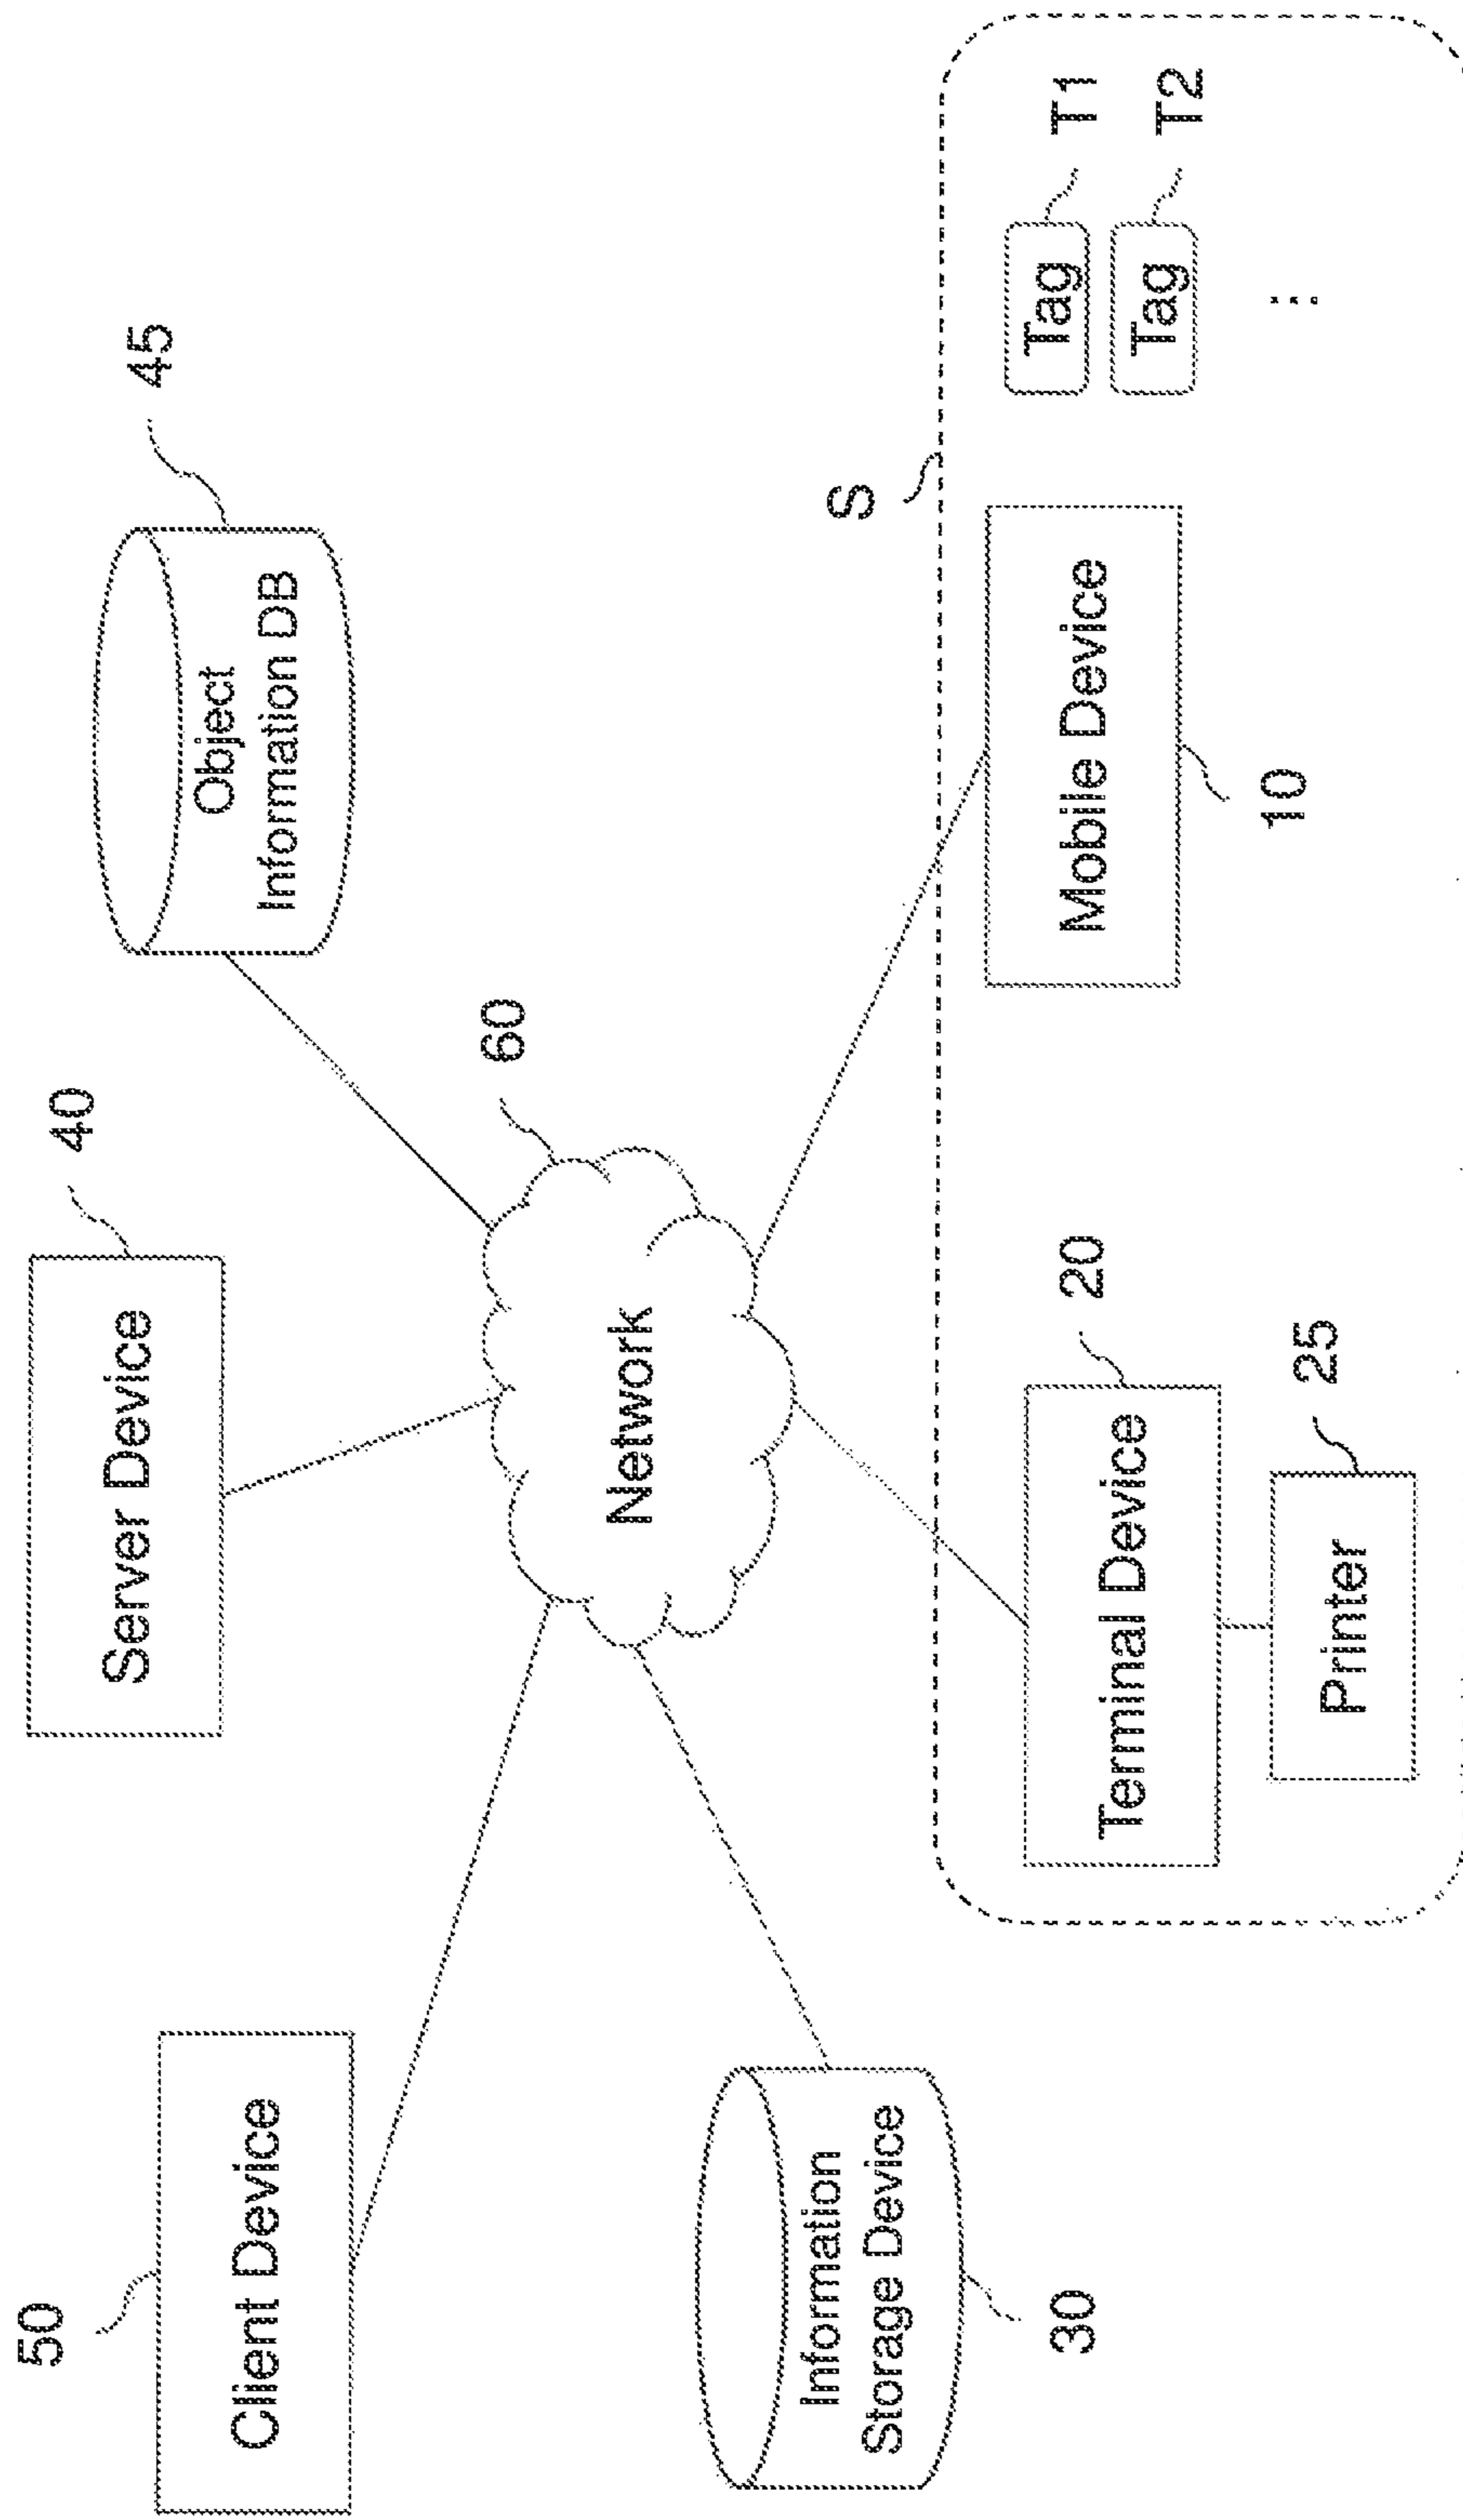 50
Client Device
Server Device
40
Object
Information DB
45
Network
60
Information
Storage Device
30
S
Terminal Device
20
Printer
25
Mobile Device
10
Tag
T1
Tag
T2